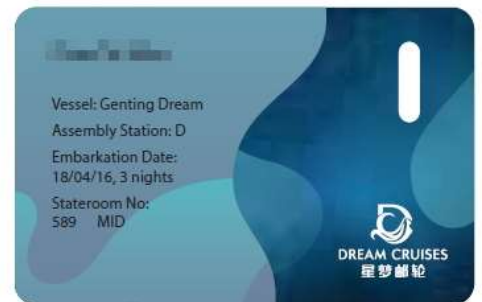 Vessel: Genting Dream
Assembly Station: D
Embarkation Date:
18/04/16, 3 nights
Stateroom No:
589 MID
DREAM CRUISES
星梦邮轮